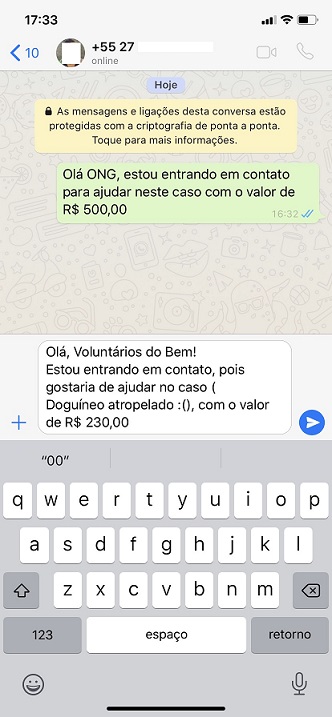 17:33
10
+55 27
online
Hoje
As mensagens e ligações desta conversa estão
protegidas com a criptografia de ponta a ponta.
Toque para mais informações.
Olá ONG, estou entrando em contato
para ajudar neste caso com o valor de
R$ 500,00
16:32
Olá, Voluntários do Bem!
Estou entrando em contato, pois
gostaria de ajudar no caso (
Doguíneo atropelado :(), com o valor
de R$ 230,00
“00”
q w e r t y u i o p
a s d f g h j k l
z x c v b n m
123 espaço retorno